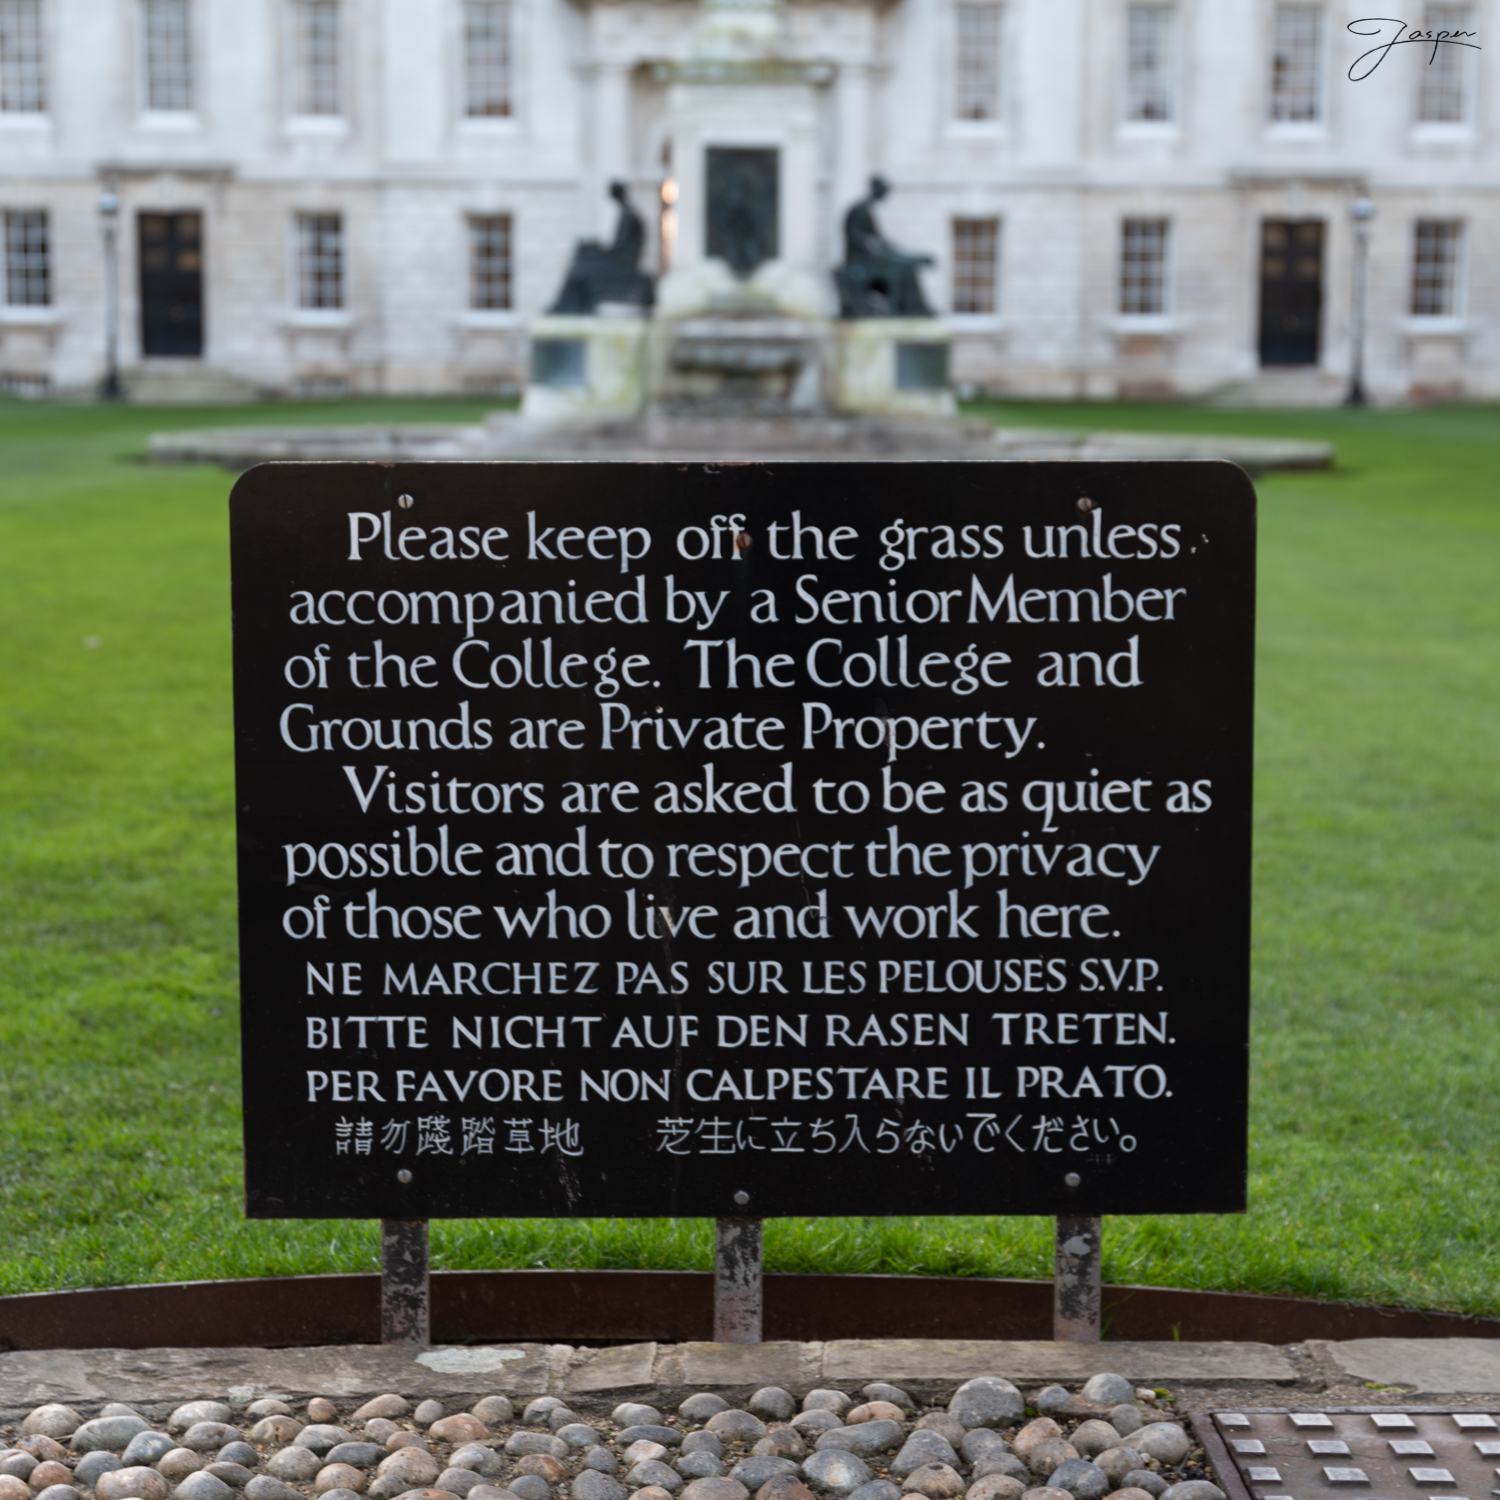 Jasper
Please keep off the grass unless
accompanied by a Senior Member
of the College. The College and
Grounds are Private Property.
Visitors are asked to be as quiet as
possible and to respect the privacy
of those who live and work here.
NE MARCHEZ PAS SUR LES PELOUSES S.V.P.
BITTE NICHT AUF DEN RASEN TRETEN.
PER FAVORE NON CALPESTARE IL PRATO.
請勿踐踏草地 芝生に立ち入らないでください。